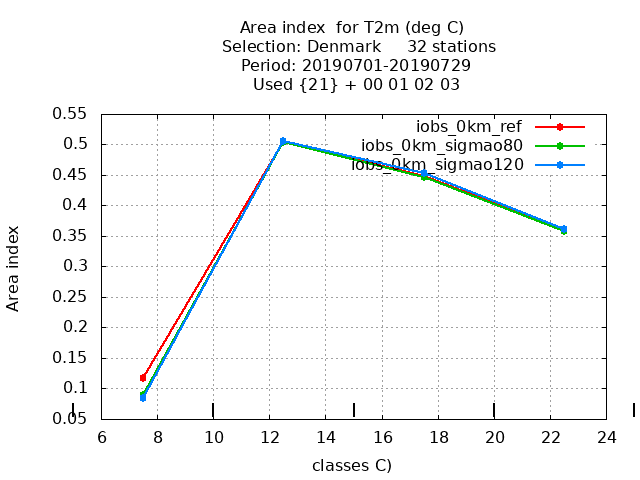 Area index  for T2m (deg C)
Selection: Denmark     32 stations
Period: 20190701-20190729
Used {21} + 00 01 02 03
iobs_0km_ref
iobs_0km_sigmao80
iobs_0km_sigmao120
0.55
0.5
0.45
0.4
0.35
0.3
0.25
0.2
0.15
0.1
0.05
Area index
6 8 10 12 14 16 18 20 22 24
classes C)